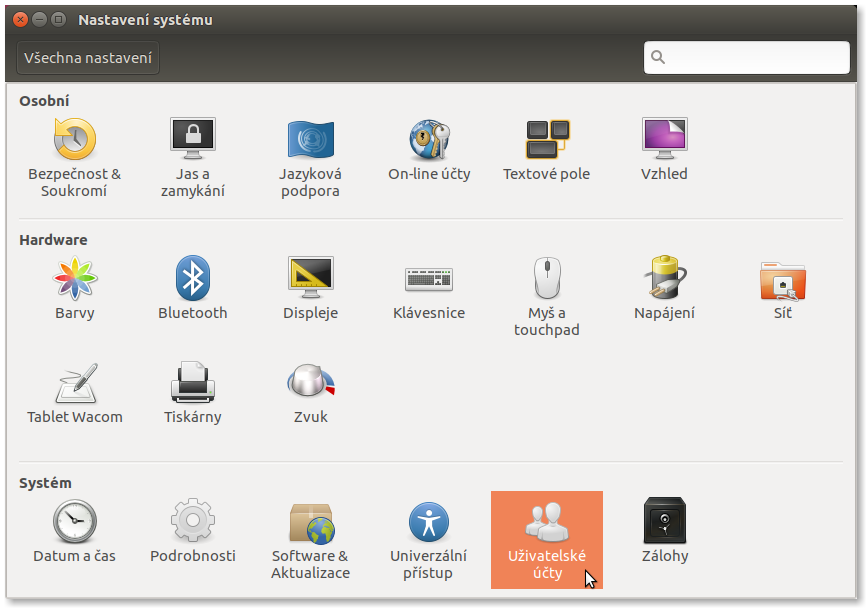 Nastavení systému
Všechna nastavení
Osobní
Bezpečnost &
Soukromí
Jas a
zamykání
Jazyková
podpora
On-line účty
Textové pole
Vzhled
Hardware
Barvy
Bluetooth
Displeje
Klávesnice
Myš a
touchpad
Napájení
Síť
Tablet Wacom
Tiskárny
Zvuk
Systém
Datum a čas
Podrobnosti
Software &
Aktualizace
Univerzální
přístup
Uživatelské
účty
Zálohy